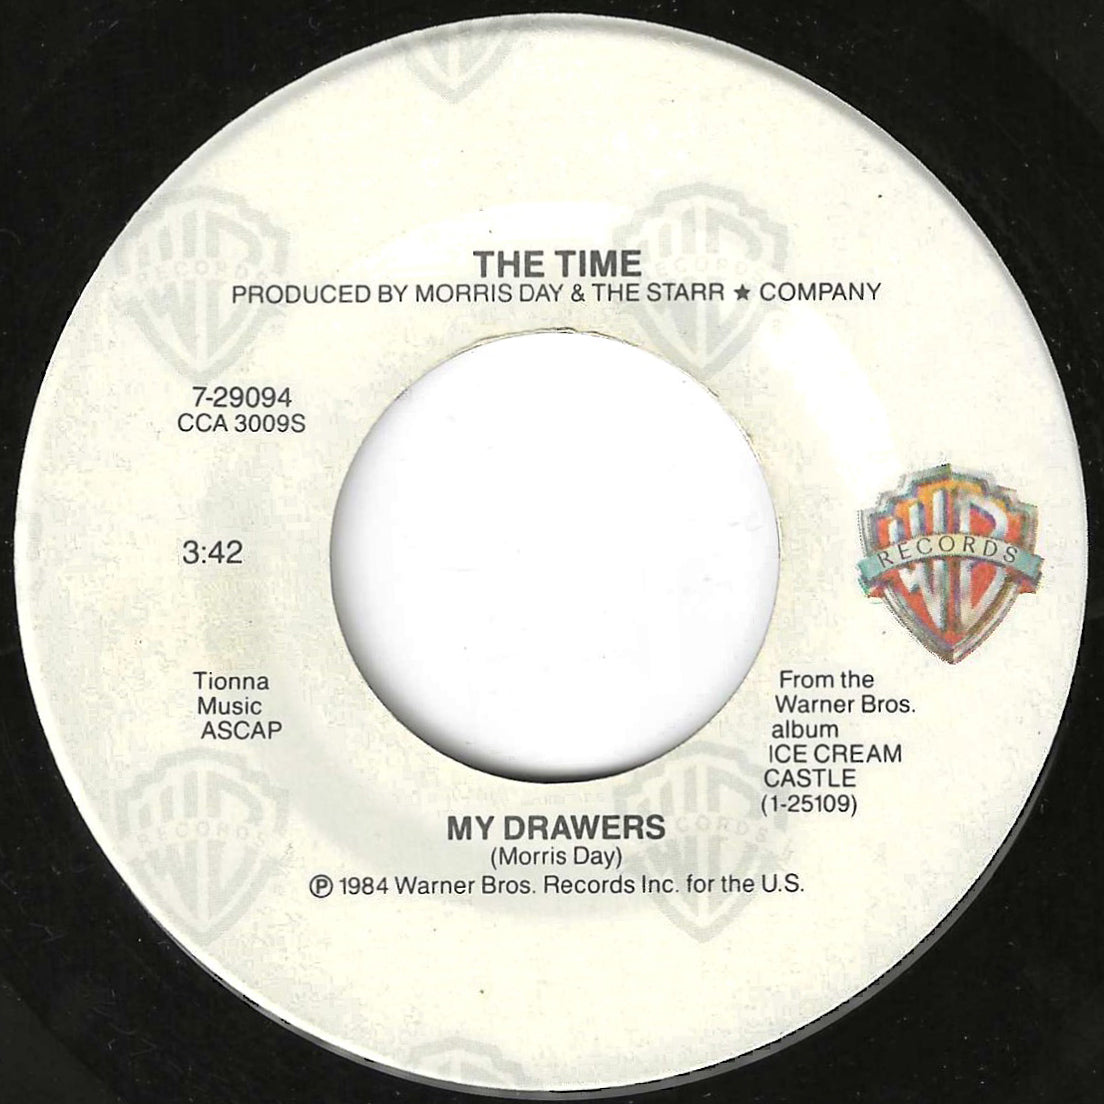 THE TIME
PRODUCED BY MORRIS DAY & THE STARR ★ COMPANY
7-29094
CCA 3009S
3:42
RECORDS
Tionna
Music
ASCAP
From the
Warner Bros.
album
ICE CREAM
CASTLE
(1-25109)
MY DRAWERS
(Morris Day)
℗ 1984 Warner Bros. Records Inc. for the U.S.